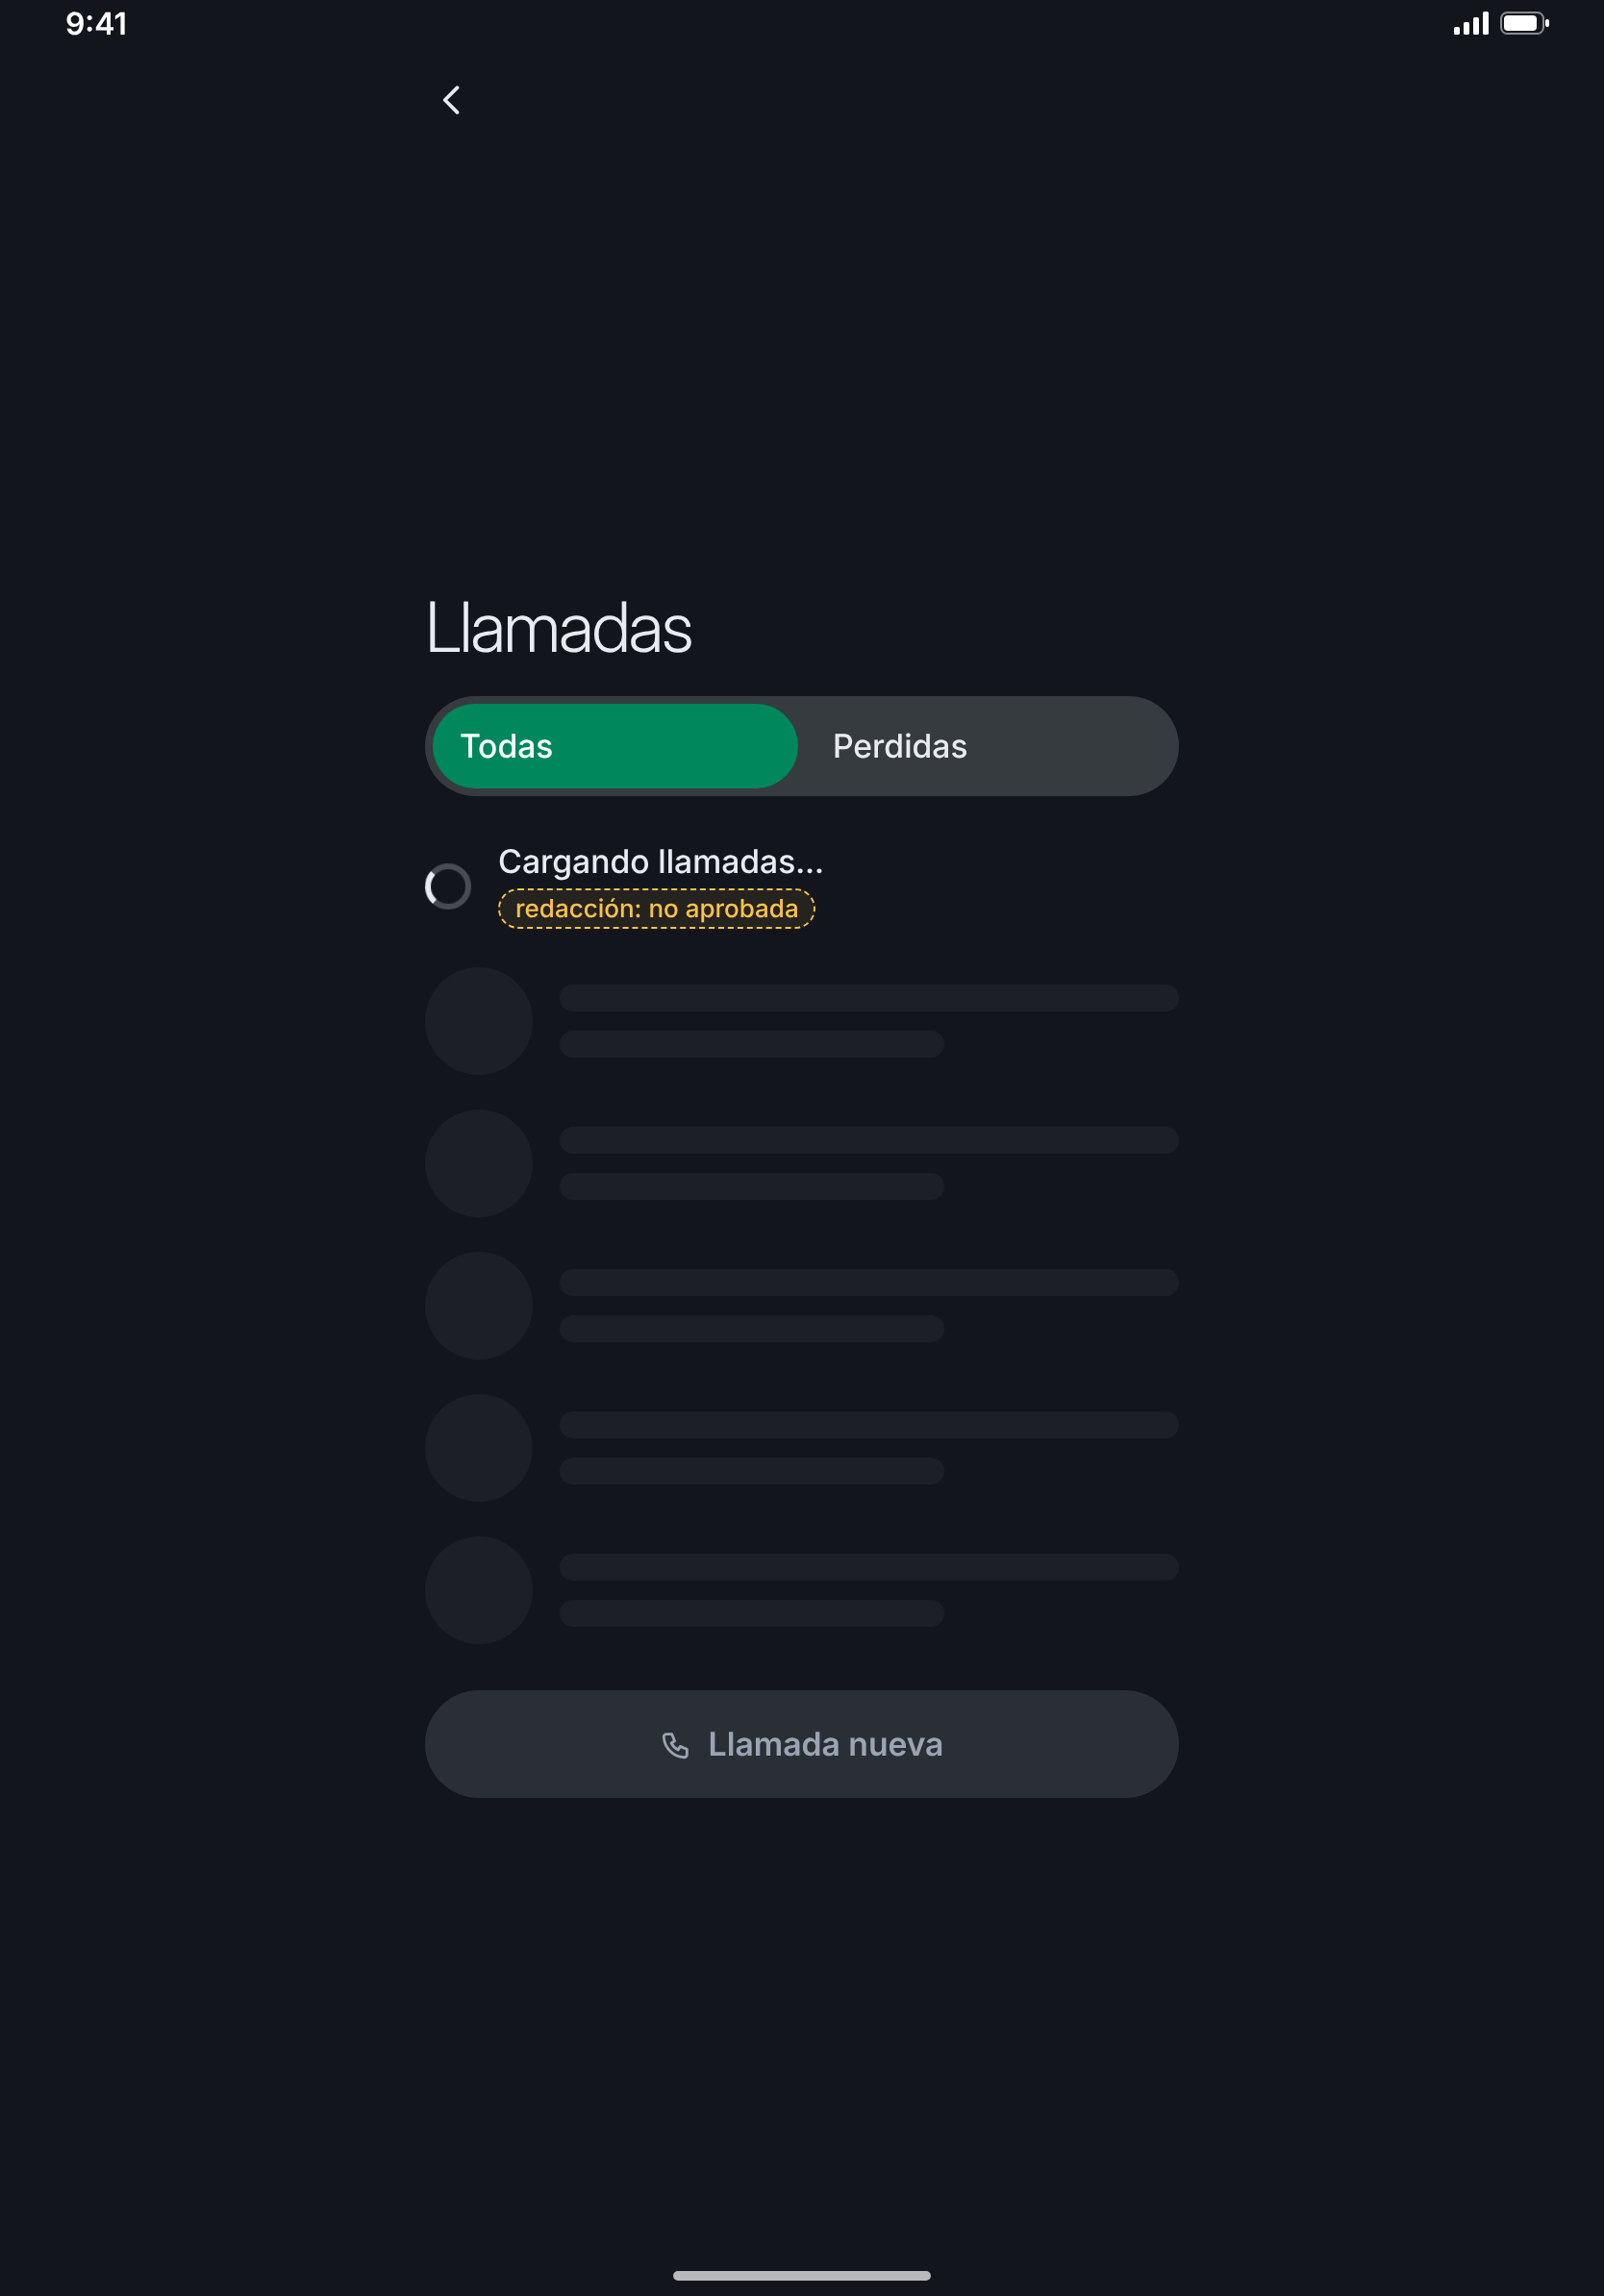 9:41
Llamadas
Todas
Perdidas
Cargando llamadas...
redacción: no aprobada
Llamada nueva